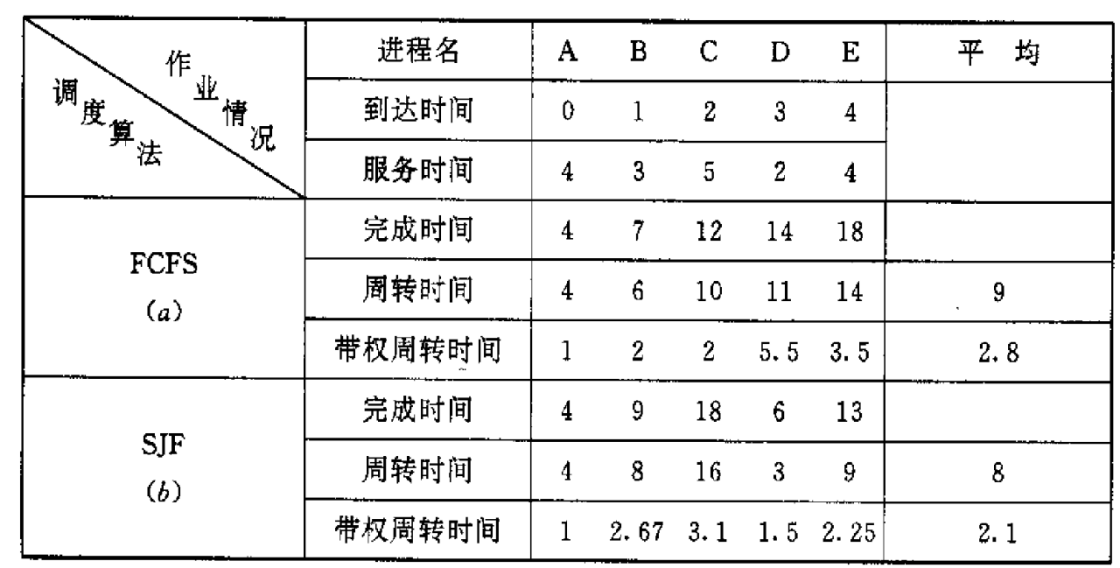 作业情况
调度算法
进程名 A B C D E 平均
到达时间 0 1 2 3 4
服务时间 4 3 5 2 4
FCFS
(a)
完成时间 4 7 12 14 18
周转时间 4 6 10 11 14 9
带权周转时间 1 2 2 5.5 3.5 2.8
SJF
(b)
完成时间 4 9 18 6 13
周转时间 4 8 16 3 9 8
带权周转时间 1 2.67 3.1 1.5 2.25 2.1